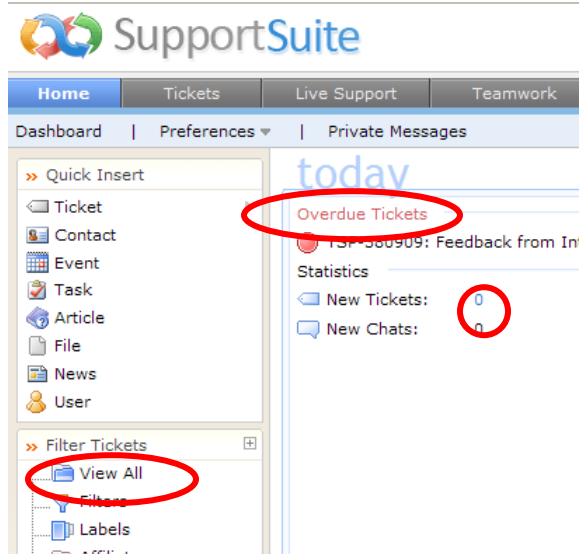 SupportSuite
Home Tickets Live Support Teamwork
Dashboard | Preferences | Private Messages
» Quick Insert
Ticket
Contact
Event
Task
Article
File
News
User
» Filter Tickets
View All
Filters
Labels
today
Overdue Tickets
TSP-380909: Feedback from
Statistics
New Tickets: 0
New Chats: 0